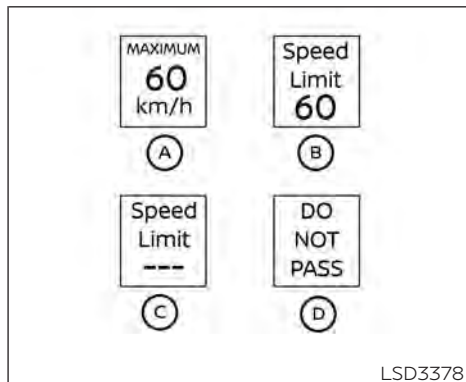 MAXIMUM
60
km/h
A
Speed
Limit
60
B
Speed
Limit
---
C
DO
NOT
PASS
D
LSD3378